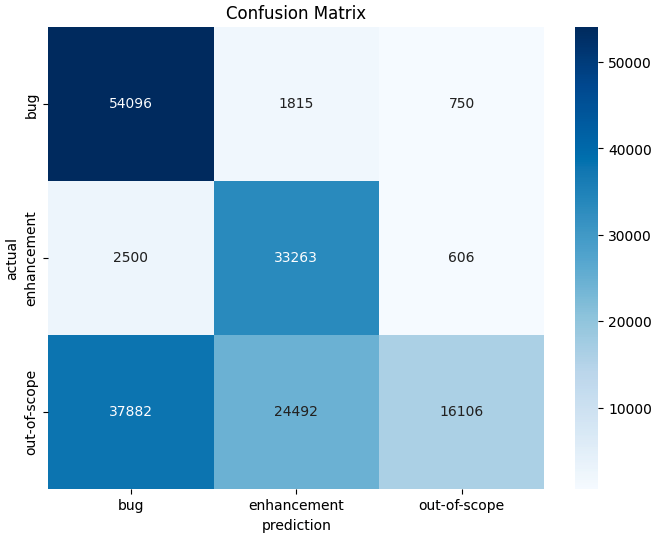 Confusion Matrix
bug
54096
1815
750
actual
enhancement
2500
33263
606
out-of-scope
37882
24492
16106
bug
enhancement
out-of-scope
prediction
50000
40000
30000
20000
10000